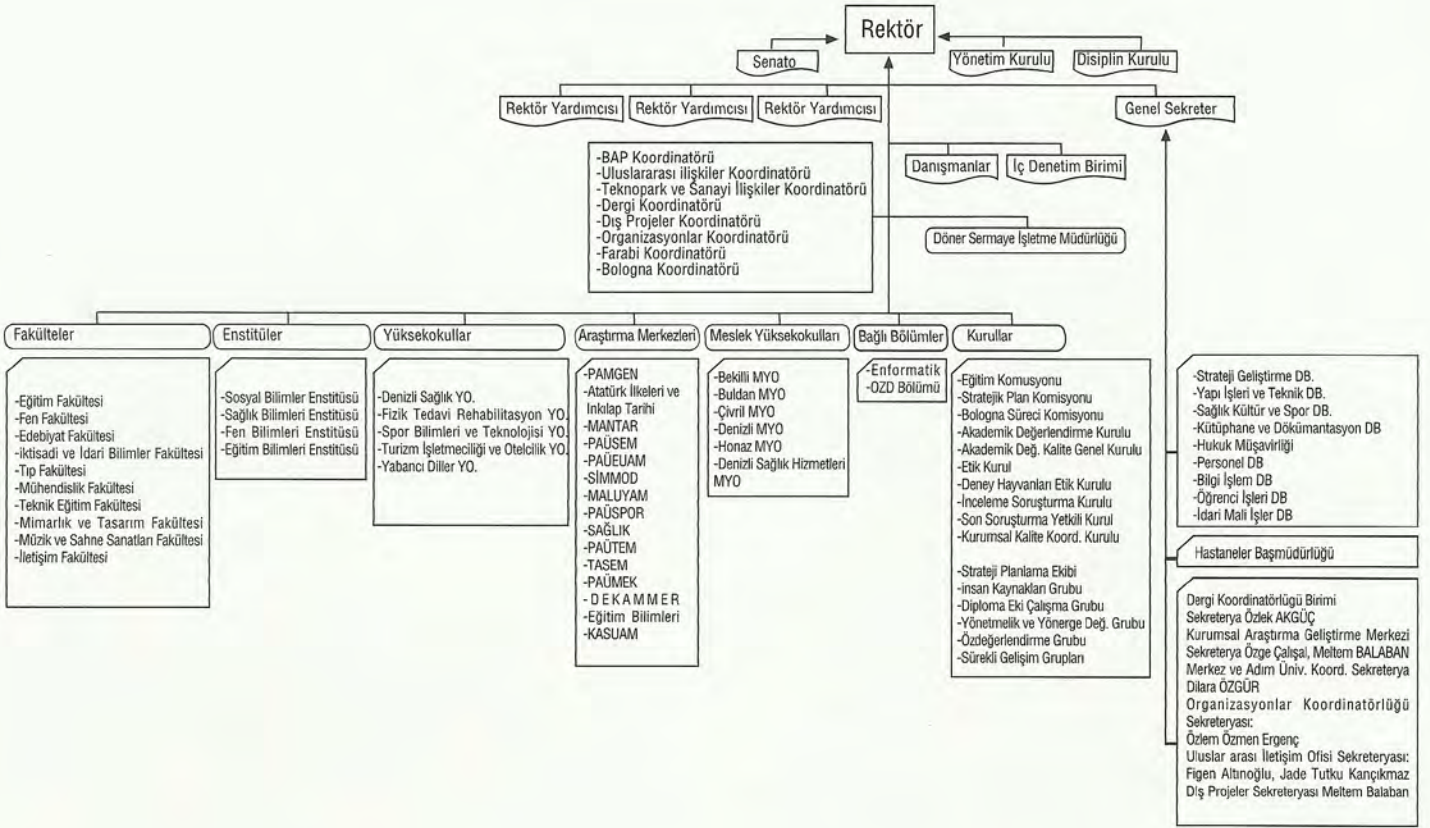 Rektör
Senato
Yönetim Kurulu
Disiplin Kurulu
Rektör Yardımcısı
Rektör Yardımcısı
Rektör Yardımcısı
Genel Sekreter
-BAP Koordinatörü
-Uluslararası ilişkiler Koordinatörü
-Teknopark ve Sanayi İlişkiler Koordinatörü
-Dergi Koordinatörü
-Dış Projeler Koordinatörü
-Organizasyonlar Koordinatörü
-Farabi Koordinatörü
-Bologna Koordinatörü
Danışmanlar
İç Denetim Birimi
Döner Sermaye İşletme Müdürlüğü
Fakülteler
-Eğitim Fakültesi
-Fen Fakültesi
-Edebiyat Fakültesi
-iktisadi ve İdari Bilimler Fakültesi
-Tıp Fakültesi
-Mühendislik Fakültesi
-Teknik Eğitim Fakültesi
-Mimarlık ve Tasarım Fakültesi
-Müzik ve Sahne Sanatları Fakültesi
-İletişim Fakültesi
Enstitüler
-Sosyal Bilimler Enstitüsü
-Sağlık Bilimleri Enstitüsü
-Fen Bilimleri Enstitüsü
-Eğitim Bilimleri Enstitüsü
Yüksekokullar
-Denizli Sağlık YO.
-Fizik Tedavi Rehabilitasyon YO.
-Spor Bilimleri ve Teknolojisi YO.
-Turizm İşletmeciliği ve Otelcilik YO.
-Yabancı Diller YO.
Araştırma Merkezleri
-PAMGEN
-Atatürk İlkeleri ve
İnkılap Tarihi
-MANTAR
-PAÜSEM
-PAÜEUAM
-SİMMOD
-MALUYAM
-PAÜSPOR
-SAĞLIK
-PAÜTEM
-TASEM
-PAÜMEK
-DEKAMMER
-Eğitim Bilimleri
-KASUAM
Meslek Yüksekokulları
-Bekilli MYO
-Buldan MYO
-Çivril MYO
-Denizli MYO
-Honaz MYO
-Denizli Sağlık Hizmetleri
MYO
Bağlı Bölümler
-Enformatik
-OZD Bölümü
Kurullar
-Eğitim Komusyonu
-Stratejik Plan Komisyonu
-Bologna Süreci Komisyonu
-Akademik Değerlendirme Kurulu
-Akademik Değ. Kalite Genel Kurulu
-Etik Kurul
-Deney Hayvanları Etik Kurulu
-İnceleme Soruşturma Kurulu
-Son Soruşturma Yetkili Kurul
-Kurumsal Kalite Koord. Kurulu
-Strateji Planlama Ekibi
-insan Kaynakları Grubu
-Diploma Eki Çalışma Grubu
-Yönetmelik ve Yönerge Değ. Grubu
-Özdeğerlendirme Grubu
-Sürekli Gelişim Grupları
-Strateji Geliştirme DB.
-Yapı İşleri ve Teknik DB.
-Sağlık Kültür ve Spor DB.
-Kütüphane ve Dökümantasyon DB
-Hukuk Müşavirliği
-Personel DB
-Bilgi İşlem DB
-Öğrenci İşleri DB
-İdari Mali İşler DB
Hastaneler Başmüdürlüğü
Dergi Koordinatörlügü Birimi
Sekreterya Özlek AKGÜÇ
Kurumsal Araştırma Geliştirme Merkezi
Sekreterya Özge Çalışal, Meltem BALABAN
Merkez ve Adım Üniv. Koord. Sekreterya
Dilara ÖZGÜR
Organizasyonlar Koordinatörlüğü
Sekreteryası:
Özlem Özmen Ergenç
Uluslar arası İletişim Ofisi Sekreteryası:
Figen Altınoğlu, Jade Tutku Kançıkmaz
Dış Projeler Sekreteryası Meltem Balaban